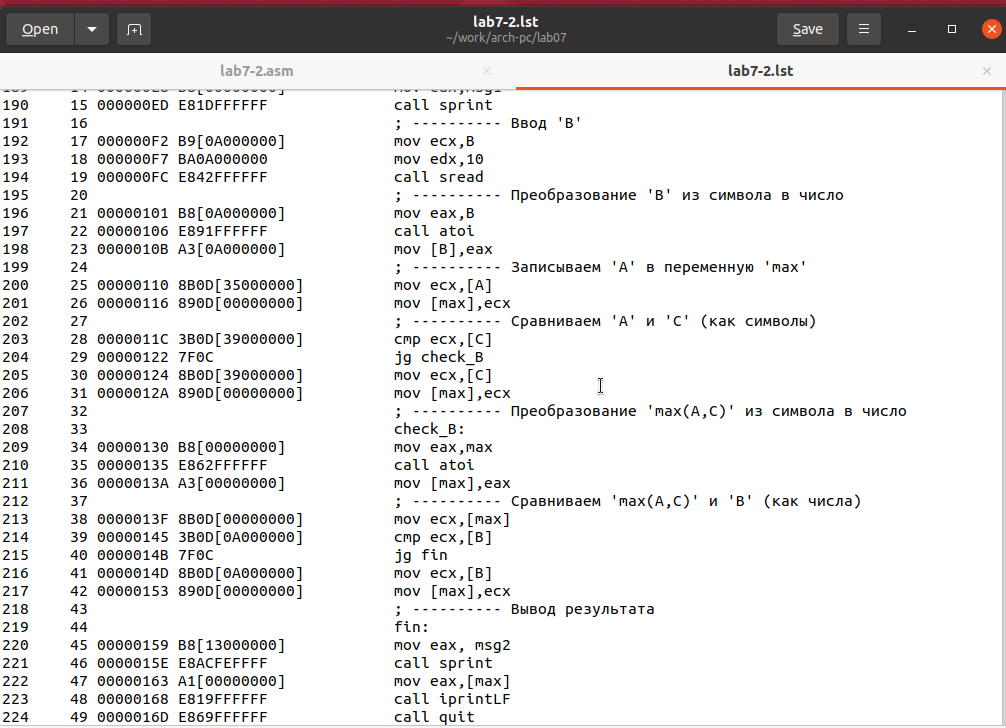 Open
lab7-2.lst
~/work/arch-pc/lab07
Save
lab7-2.asm
lab7-2.lst
190 15 000000ED E81DFFFFFF call sprint
191 16 ; ---------- Ввод 'B'
192 17 000000F2 B9[0A000000] mov ecx,B
193 18 000000F7 BA0A000000 mov edx,10
194 19 000000FC E842FFFFFF call sread
195 20 ; ---------- Преобразование 'B' из символа в число
196 21 00000101 B8[0A000000] mov eax,B
197 22 00000106 E891FFFFFF call atoi
198 23 0000010B A3[0A000000] mov [B],eax
199 24 ; ---------- Записываем 'A' в переменную 'max'
200 25 00000110 8B0D[35000000] mov ecx,[A]
201 26 00000116 890D[00000000] mov [max],ecx
202 27 ; ---------- Сравниваем 'A' и 'С' (как символы)
203 28 0000011C 3B0D[39000000] cmp ecx,[C]
204 29 00000122 7F0C jg check_B
205 30 00000124 8B0D[39000000] mov ecx,[C]
206 31 0000012A 890D[00000000] mov [max],ecx
207 32 ; ---------- Преобразование 'max(A,C)' из символа в число
208 33 check_B:
209 34 00000130 B8[00000000] mov eax,max
210 35 00000135 E862FFFFFF call atoi
211 36 0000013A A3[00000000] mov [max],eax
212 37 ; ---------- Сравниваем 'max(A,C)' и 'B' (как числа)
213 38 0000013F 8B0D[00000000] mov ecx,[max]
214 39 00000145 3B0D[0A000000] cmp ecx,[B]
215 40 0000014B 7F0C jg fin
216 41 0000014D 8B0D[0A000000] mov ecx,[B]
217 42 00000153 890D[00000000] mov [max],ecx
218 43 ; ---------- Вывод результата
219 44 fin:
220 45 00000159 B8[13000000] mov eax, msg2
221 46 0000015E E8ACFEFFFF call sprint
222 47 00000163 A1[00000000] mov eax,[max]
223 48 00000168 E819FFFFFF call iprintLF
224 49 0000016D E869FFFFFF call quit